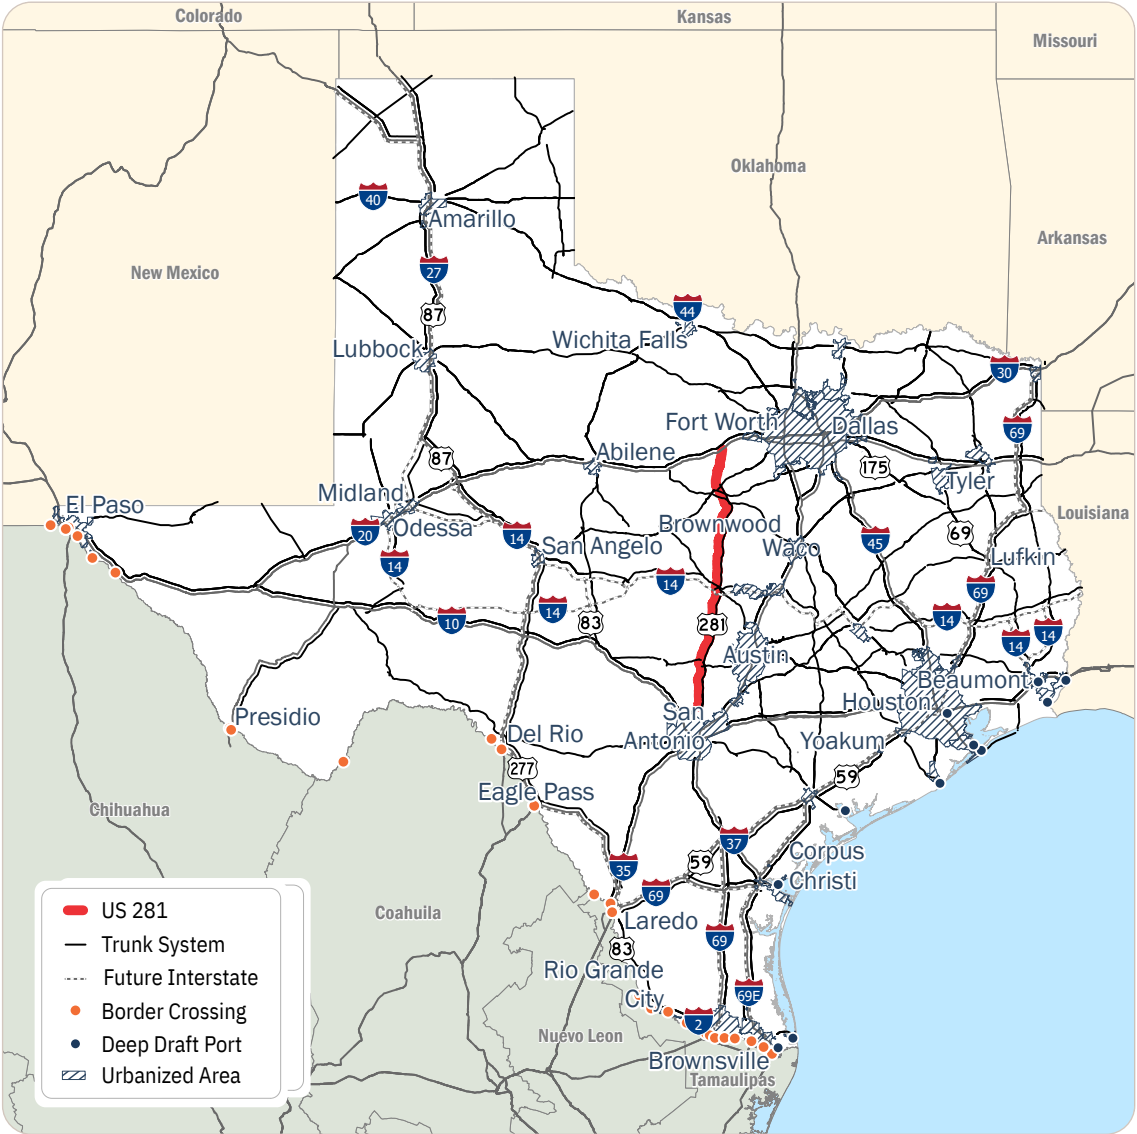 Colorado
Kansas
Missouri
Oklahoma
40
Amarillo
Arkansas
New Mexico
27
87
44
Wichita Falls
Lubbock
30
Fort Worth
Dallas
69
Abilene
87
175
Tyler
Midland
El Paso
Odessa
20
Brownwood
Louisiana
14
San Angelo
Waco
45
69
Lufkin
14
14
69
14
10
83
281
14
14
14
Austin
Beaumont
Houston
San
Antonio
Presidio
Del Rio
Yoakum
277
59
Eagle Pass
Chihuahua
37
59
Corpus
Christi
35
69
Coahuila
Laredo
69
83
Rio Grande
City
69E
2
Nuevo Leon
Brownsville
Tamaulipas
US 281
Trunk System
Future Interstate
Border Crossing
Deep Draft Port
Urbanized Area